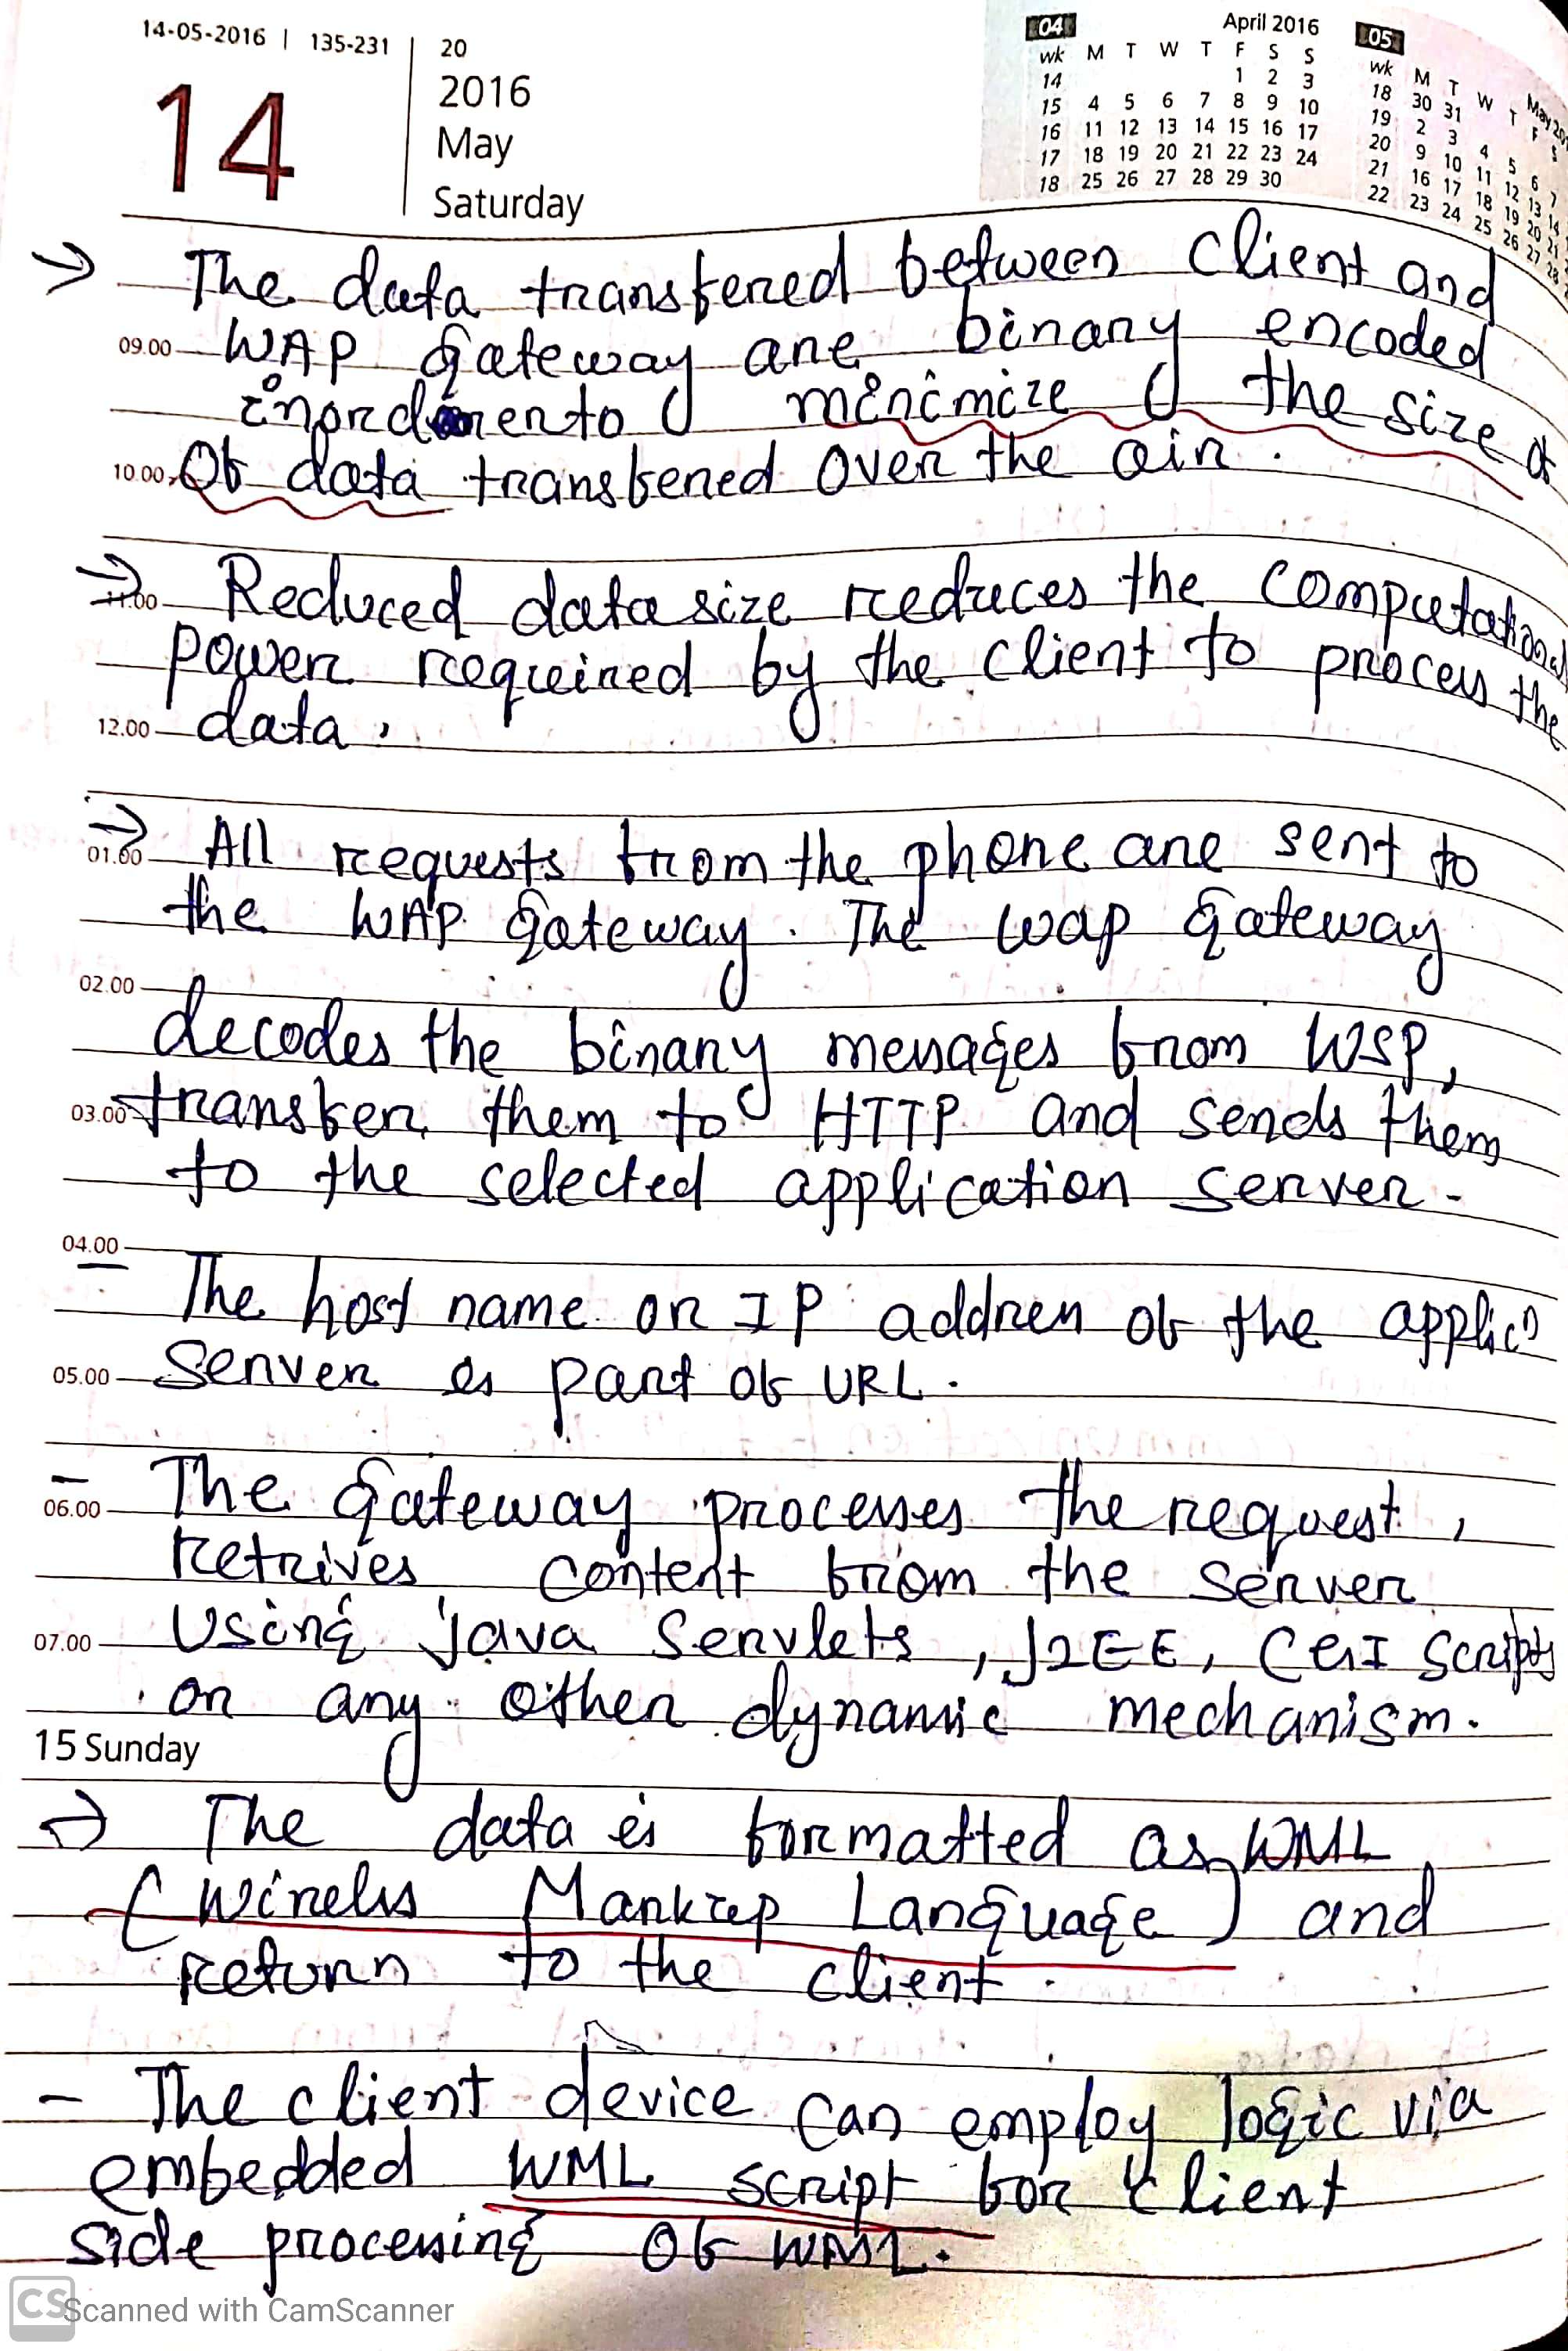 14-05-2016 | 135-231
20
14
2016
May
Saturday
04 April 2016
wk M T W T F S S
14 1 2 3
15 4 5 6 7 8 9 10
16 11 12 13 14 15 16 17
17 18 19 20 21 22 23 24
18 25 26 27 28 29 30
05 May 20
wk M T W T F S
18 30 31
19 2 3 4 5 6 7
20 9 10 11 12 13 14
21 16 17 18 19 20 21
22 23 24 25 26 27 28
→ The data transfered between client and
09.00 WAP gateway are binary encoded
inorder to minimize the size of
10.00 Of data transfered over the air.
→ 11.00 Reduced data size reduces the computational
power required by the client to process the
12.00 data.
→ 01.00 All requests from the phone are sent to
the WAP gateway. The wap gateway
02.00
decodes the binary messages from WSP,
03.00 transfer them to HTTP and sends them
to the selected application server.
04.00
- The host name or IP address of the applicn
05.00 Server is part of URL.
- The gateway processes the request,
06.00
retrives content from the server
07.00 Using java servlets, J2EE, CGI Scripts
or any other dynamic mechanism.
15 Sunday
→ The data is formatted as WML
(Wireless Markup Language) and
return to the client.
- The client device can employ logic via
embedded WML script for client
side processing Of WML.
CS Scanned with CamScanner